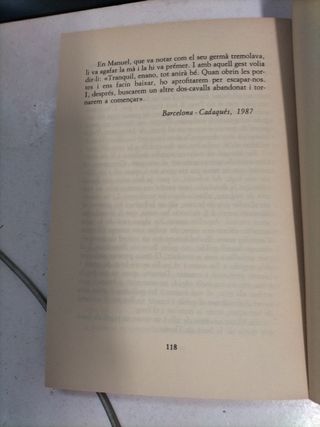 En Manuel, que va notar com el seu germà tremolava,
li va agafar la mà i la hi va prémer. I amb aquell gest volia
dir-li: «Tranquil, enano, tot anirà bé. Quan obrin les por-
tes i ens facin baixar, ho aprofitarem per escapar-nos.
I, després, buscarem un altre dos-cavalls abandonat i tor-
narem a començar».
Barcelona - Cadaqués, 1987
118